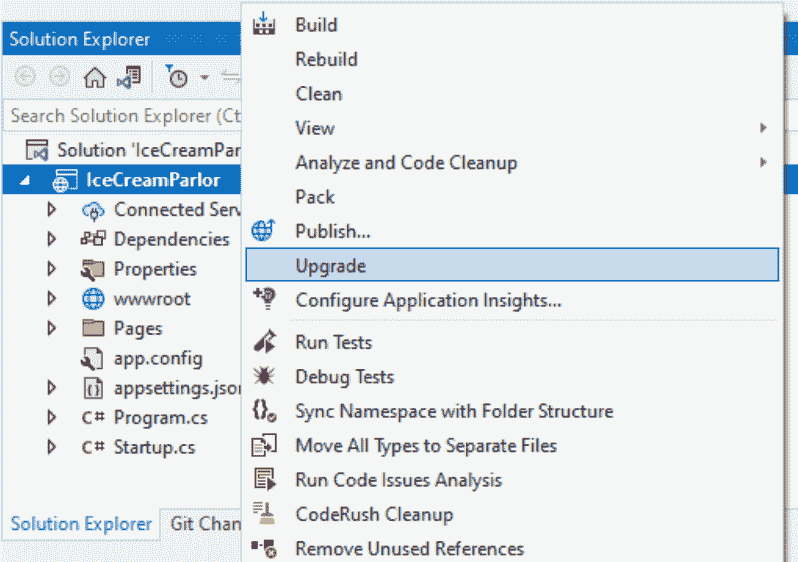 Solution Explorer
Search Solution Explorer (Ct
Solution 'IceCreamPar
IceCreamParlor
Connected Serv
Dependencies
Properties
wwwroot
Pages
app.config
appsettings.json
C# Program.cs
C# Startup.cs
Solution Explorer
Git Chan
Build
Rebuild
Clean
View
Analyze and Code Cleanup
Pack
Publish...
Upgrade
Configure Application Insights...
Run Tests
Debug Tests
Sync Namespace with Folder Structure
Move All Types to Separate Files
Run Code Issues Analysis
CodeRush Cleanup
Remove Unused References